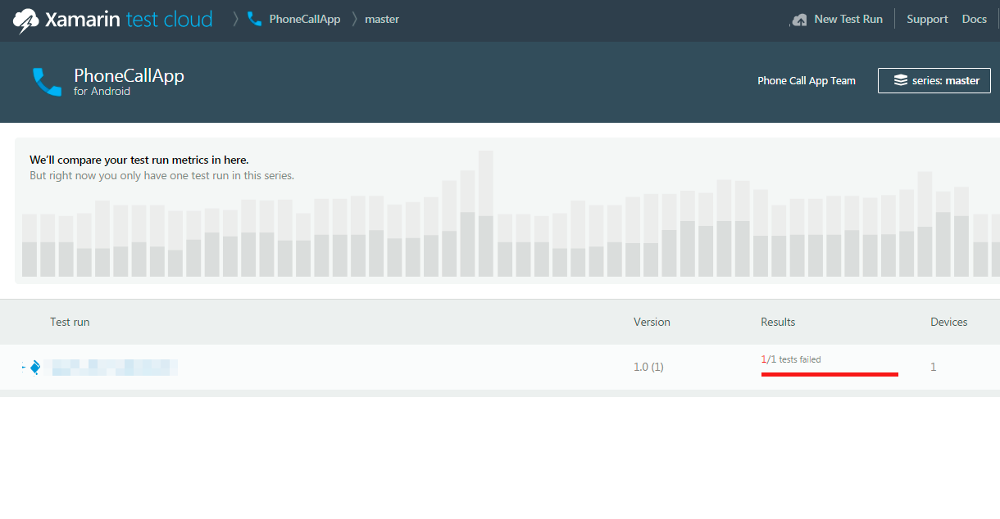 Xamarin test cloud PhoneCallApp master New Test Run Support Docs
PhoneCallApp
for Android
Phone Call App Team
series: master
We'll compare your test run metrics in here.
But right now you only have one test run in this series.
Test run Version Results Devices
1.0 (1) 1/1 tests failed 1